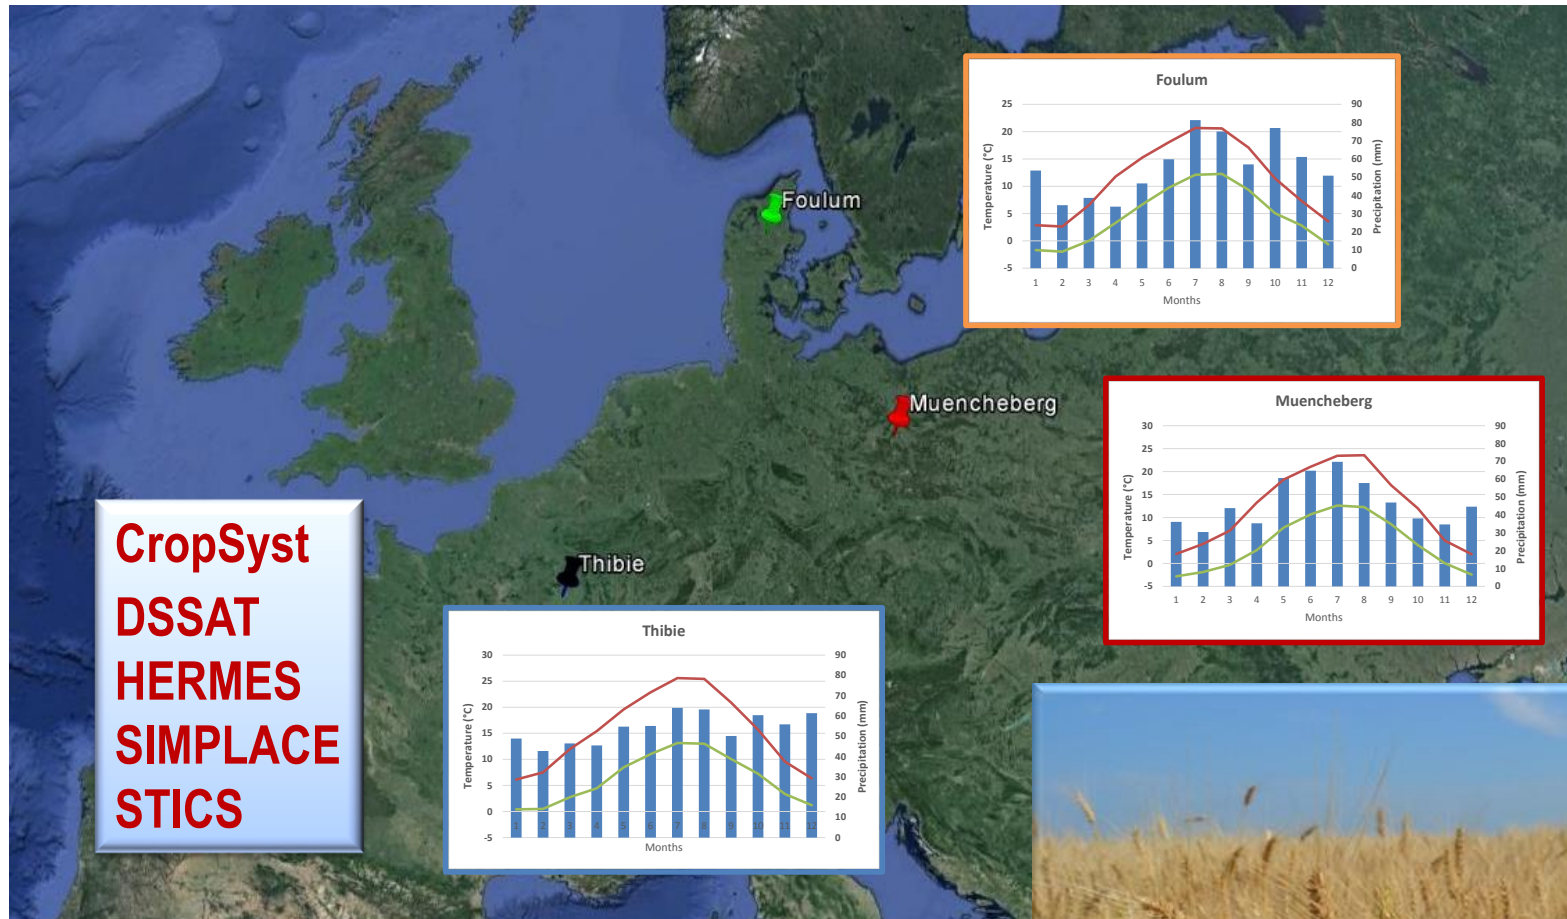 Foulum
Temperature (°C)
25
20
15
10
5
0
-5
90
80
70
60
50
40
30
20
10
0
Precipitation (mm)
1 2 3 4 5 6 7 8 9 10 11 12
Months
Foulum
Muencheberg
Muencheberg
Temperature (°C)
30
25
20
15
10
5
0
-5
90
80
70
60
50
40
30
20
10
0
Precipitation (mm)
1 2 3 4 5 6 7 8 9 10 11 12
Months
CropSyst
DSSAT
HERMES
SIMPLACE
STICS
Thibie
Thibie
Temperature (°C)
30
25
20
15
10
5
0
-5
90
80
70
60
50
40
30
20
10
0
Precipitation (mm)
1 2 3 4 5 6 7 8 9 10 11 12
Months